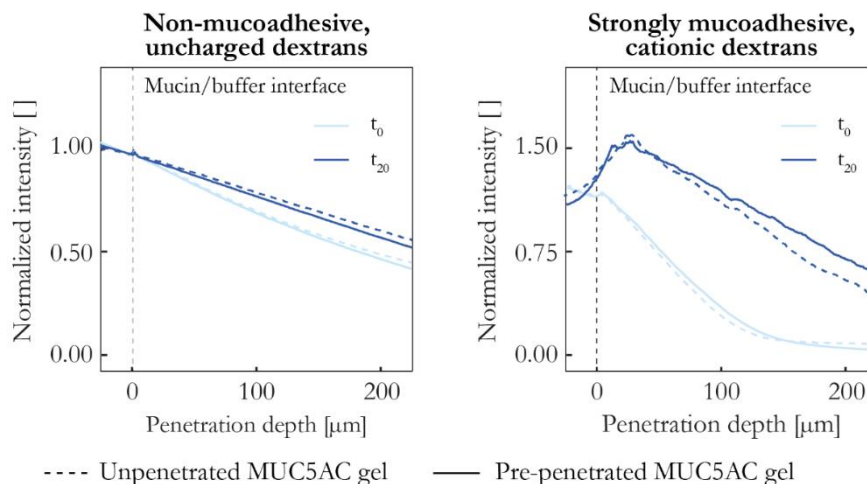 Non-mucoadhesive,
uncharged dextrans
Mucin/buffer interface
t₀
t₂₀
Normalized intensity []
1.00
0.50
0.00
0
100
200
Penetration depth [μm]
Strongly mucoadhesive,
cationic dextrans
Mucin/buffer interface
t₀
t₂₀
Normalized intensity []
1.50
0.75
0.00
0
100
200
Penetration depth [μm]
Unpenetrated MUC5AC gel
Pre-penetrated MUC5AC gel